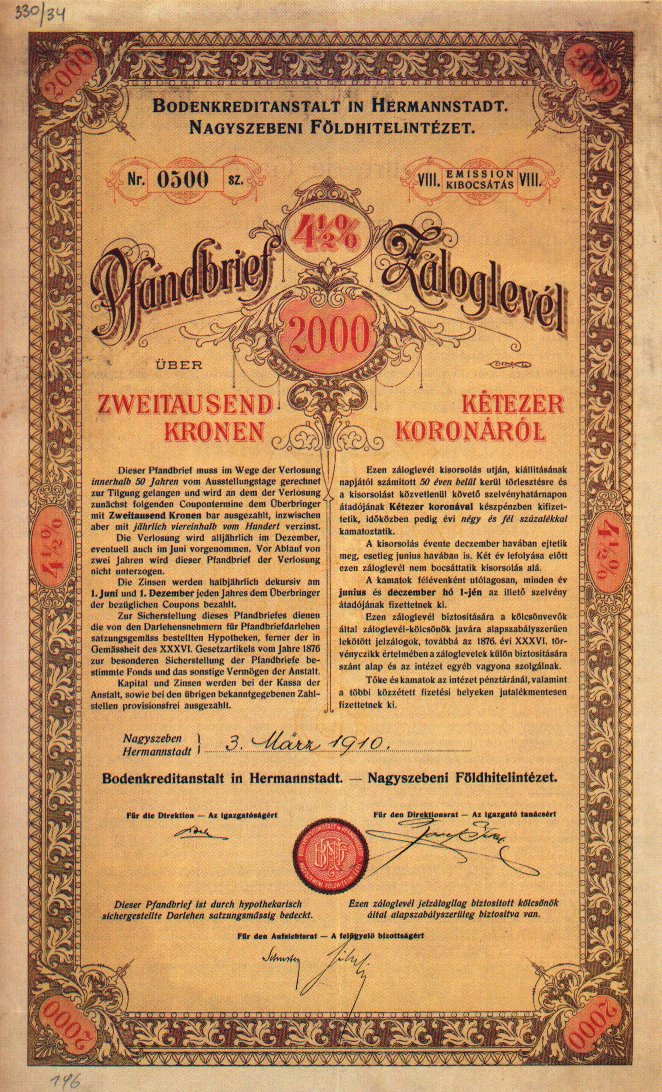 330/34
2000 2000
BODENKREDITANSTALT IN HERMANNSTADT.
NAGYSZEBENI FÖLDHITELINTÉZET.
Nr. 0500 sz.
VIII. EMISSION KIBOCSÁTÁS VIII.
4½%
Pfandbrief Záloglevél
2000
ÜBER
ZWEITAUSEND
KRONEN
KÉTEZER
KORONÁRÓL
Dieser Pfandbrief muss im Wege der Verlosung
innerhalb 50 Jahren vom Ausstellungstage gerechnet
zur Tilgung gelangen und wird an dem der Verlosung
zunächst folgenden Coupontermine dem Überbringer
mit Zweitausend Kronen bar ausgezahlt, inzwischen
aber mit jährlich viereinhalb vom Hundert verzinst.
Die Verlosung wird alljährlich im Dezember,
eventuell auch im Juni vorgenommen. Vor Ablauf von
zwei Jahren wird dieser Pfandbrief der Verlosung
nicht unterzogen.
Die Zinsen werden halbjährlich dekursiv am
1. Juni und 1. Dezember jeden Jahres dem Überbringer
der bezüglichen Coupons bezahlt.
Zur Sicherstellung dieses Pfandbriefes dienen
die von den Darlehensnehmern für Pfandbriefdarlehen
satzungsgemäss bestellten Hypotheken, ferner der in
Gemässheit des XXXVI. Gesetzartikels vom Jahre 1876
zur besonderen Sicherstellung der Pfandbriefe be-
stimmte Fonds und das sonstige Vermögen der Anstalt.
Kapital und Zinsen werden bei der Kassa der
Anstalt, sowie bei den übrigen bekanntgegebenen Zahl-
stellen provisionsfrei ausgezahlt.
Ezen záloglevél kisorsolás utján, kiállitásának
napjától számitott 50 éven belül kerül törlesztésre és
a kisorsolást közvetlenül követő szelvényhatárnapon
átadójának Kétezer koronával készpénzben kifizet-
tetik, időközben pedig évi négy és fél százalékkal
kamatoztatik.
A kisorsolás évente deczember havában ejtetik
meg, esetleg junius havában is. Két év lefolyása előtt
ezen záloglevél nem bocsáttatik kisorsolás alá.
A kamatok félévenként utólagosan, minden év
junius és deczember hó 1-jén az illető szelvény
átadójának fizettetnek ki.
Ezen záloglevél biztositására a kölcsönvevők
által záloglevél-kölcsönök javára alapszabályszerüen
lekötött jelzálogok, továbbá az 1876. évi XXXVI. tör-
vényczikk értelmében a záloglevelek külön biztositására
szánt alap és az intézet egyéb vagyona szolgálnak.
Tőke és kamatok az intézet pénztáránál, valamint
a többi közzétett fizetési helyeken jutalékmentesen
fizettetnek ki.
4½% 4½%
Nagyszeben
Hermannstadt } 3. März 1910.
Bodenkreditanstalt in Hermannstadt. — Nagyszebeni Földhitelintézet.
Für die Direktion — Az igazgatóságért
Für den Direktionsrat — Az igazgató tanácsért
BODENKREDITANSTALT IN HERMANNSTADT
NAGYSZEBENI FÖLDHITELINTÉZET
Dieser Pfandbrief ist durch hypothekarisch
sichergestellte Darlehen satzungsmässig bedeckt.
Ezen záloglevél jelzálogilag biztositott kölcsönök
által alapszabályszerüleg biztositva van.
Für den Aufsichtsrat — A felügyelő bizottságért
2000 2000
146